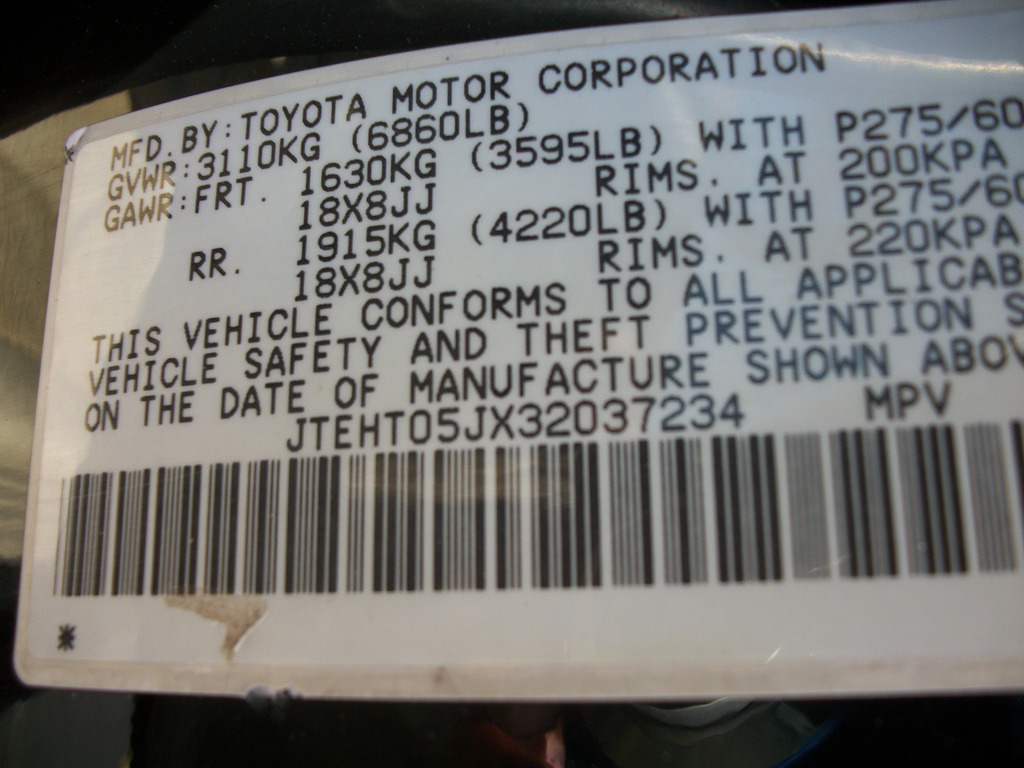 MFD.BY:TOYOTA MOTOR CORPORATION
GVWR:3110KG (6860LB)
GAWR:FRT. 1630KG (3595LB) WITH P275/60
18X8JJ RIMS. AT 200KPA
RR. 1915KG (4220LB) WITH P275/60
18X8JJ RIMS. AT 220KPA
THIS VEHICLE CONFORMS TO ALL APPLICAB
VEHICLE SAFETY AND THEFT PREVENTION S
ON THE DATE OF MANUFACTURE SHOWN ABOV
JTEHT05JX32037234 MPV
*